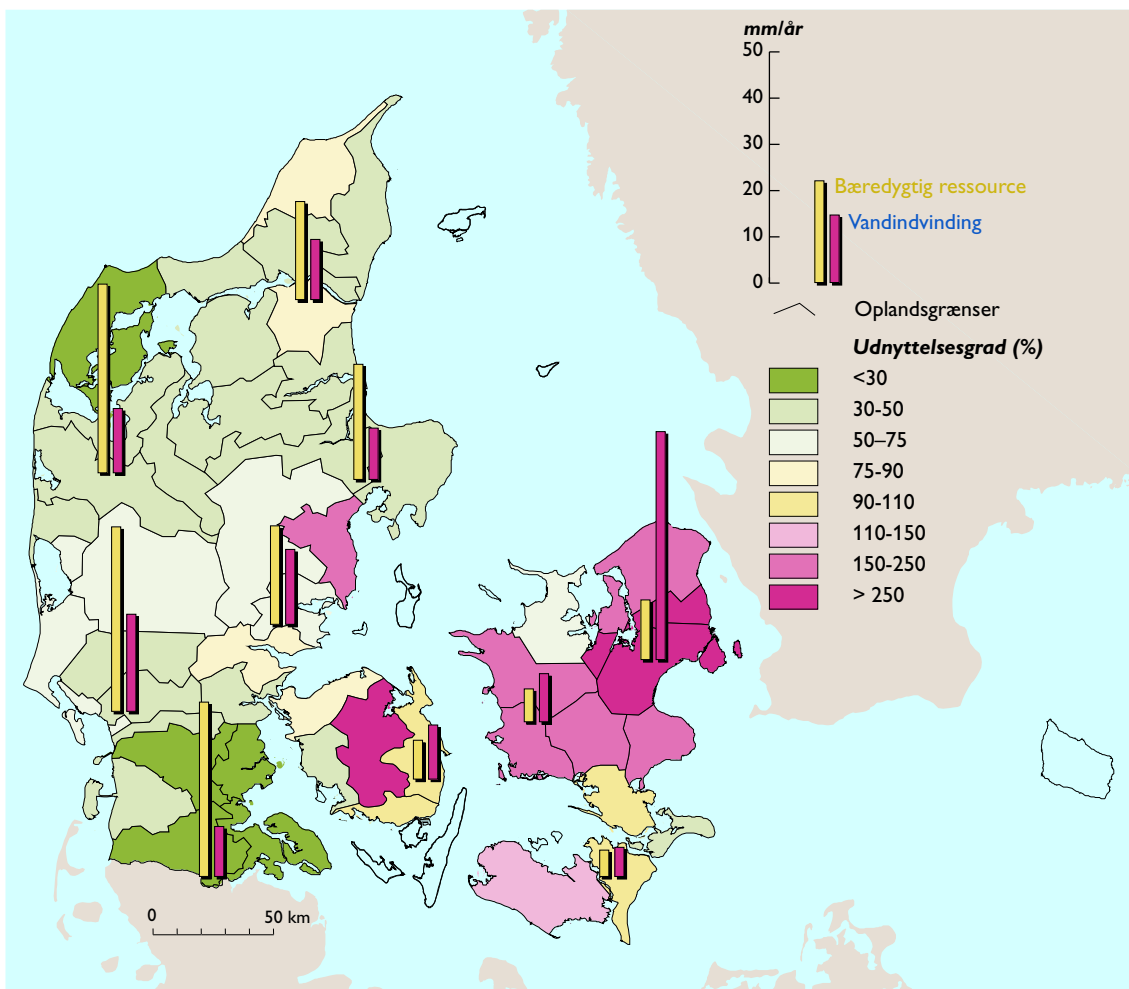 mm/år
50
40
30
20
10
0
Bæredygtig ressource
Vandindvinding
Oplandsgrænser
Udnyttelsesgrad (%)
<30
30-50
50–75
75-90
90-110
110-150
150-250
> 250
0 50 km